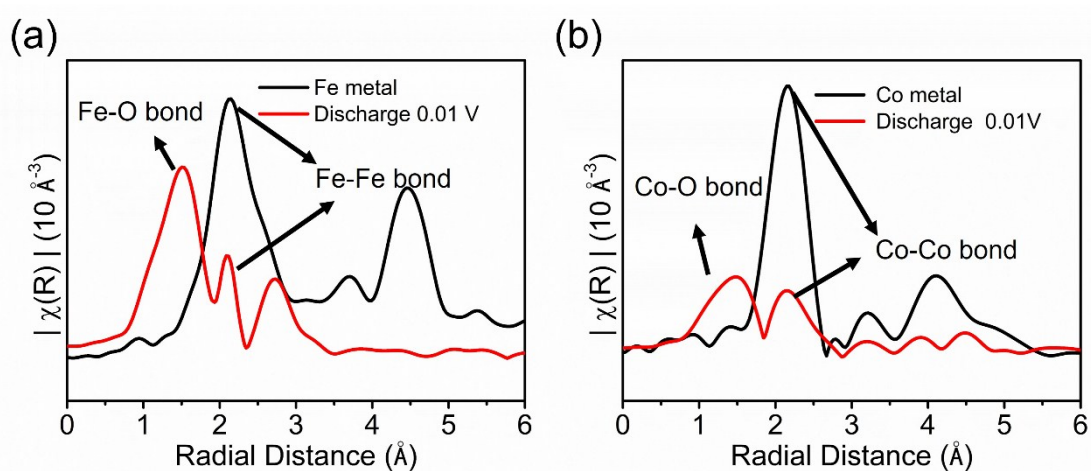 (a)
Fe metal
Discharge 0.01 V
Fe-O bond
Fe-Fe bond
| χ(R) | (10 Å⁻³)
0 1 2 3 4 5 6
Radial Distance (Å)
(b)
Co metal
Discharge 0.01V
Co-O bond
Co-Co bond
| χ(R) | (10 Å⁻³)
0 1 2 3 4 5 6
Radial Distance (Å)